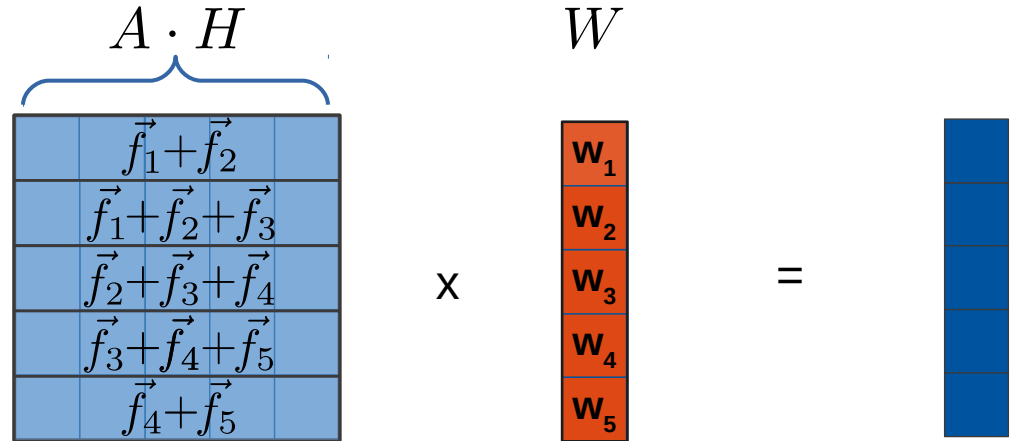 A · H
W
f⃗₁+f⃗₂
f⃗₁+f⃗₂+f⃗₃
f⃗₂+f⃗₃+f⃗₄
f⃗₃+f⃗₄+f⃗₅
f⃗₄+f⃗₅
x
w₁
w₂
w₃
w₄
w₅
=